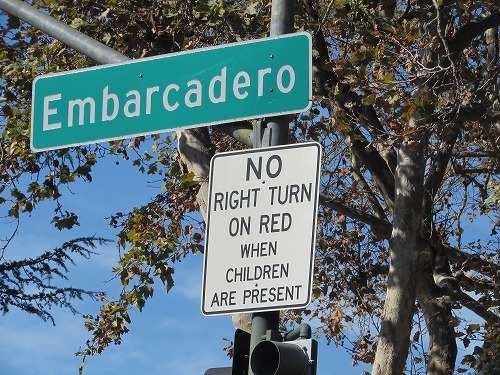 Embarcadero
NO
RIGHT TURN
ON RED
WHEN
CHILDREN
ARE PRESENT